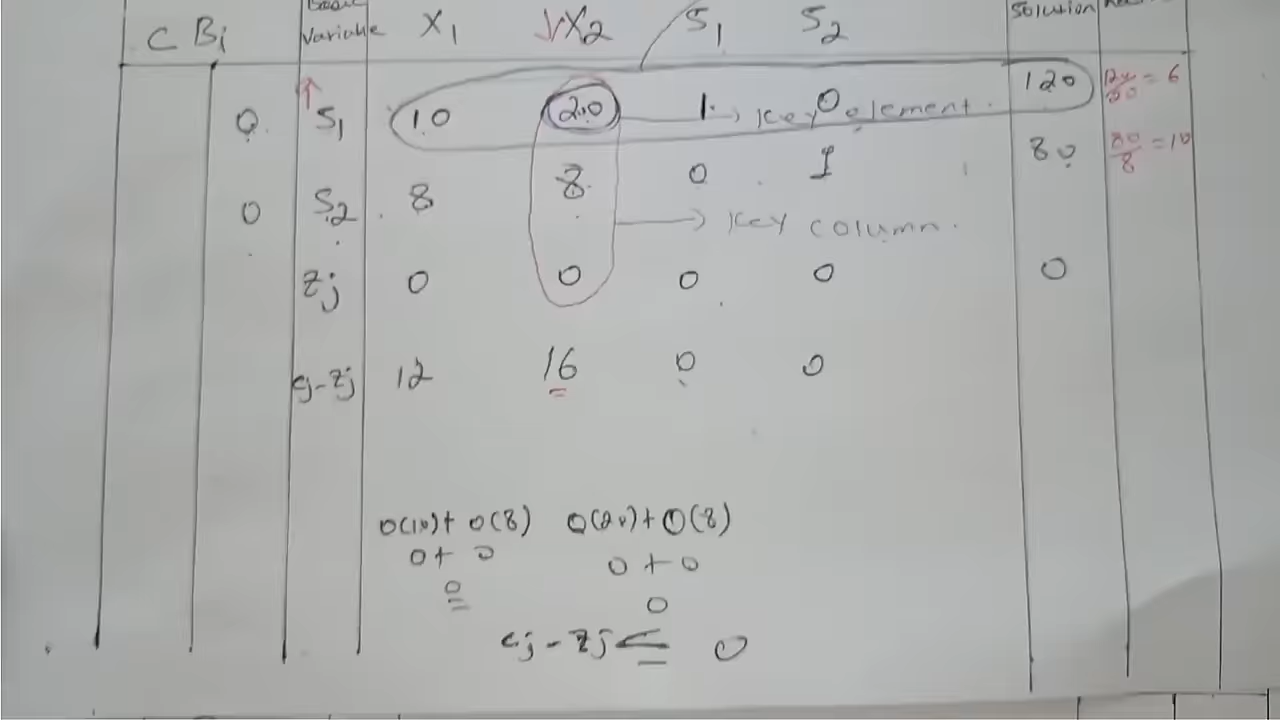 C Bi Variable X1 X2 S1 S2 Solution
0 S1 10 20 1 0 120 120/20 = 6
Key element.
0 S2 8 8 0 1 80 80/8 = 10
Key column.
Zj 0 0 0 0 0
Cj-Zj 12 16 0 0
0(10)+ 0(8) 0(20)+0(8)
0+ 0 0 + 0
0 0
Cj - Zj ≤ 0